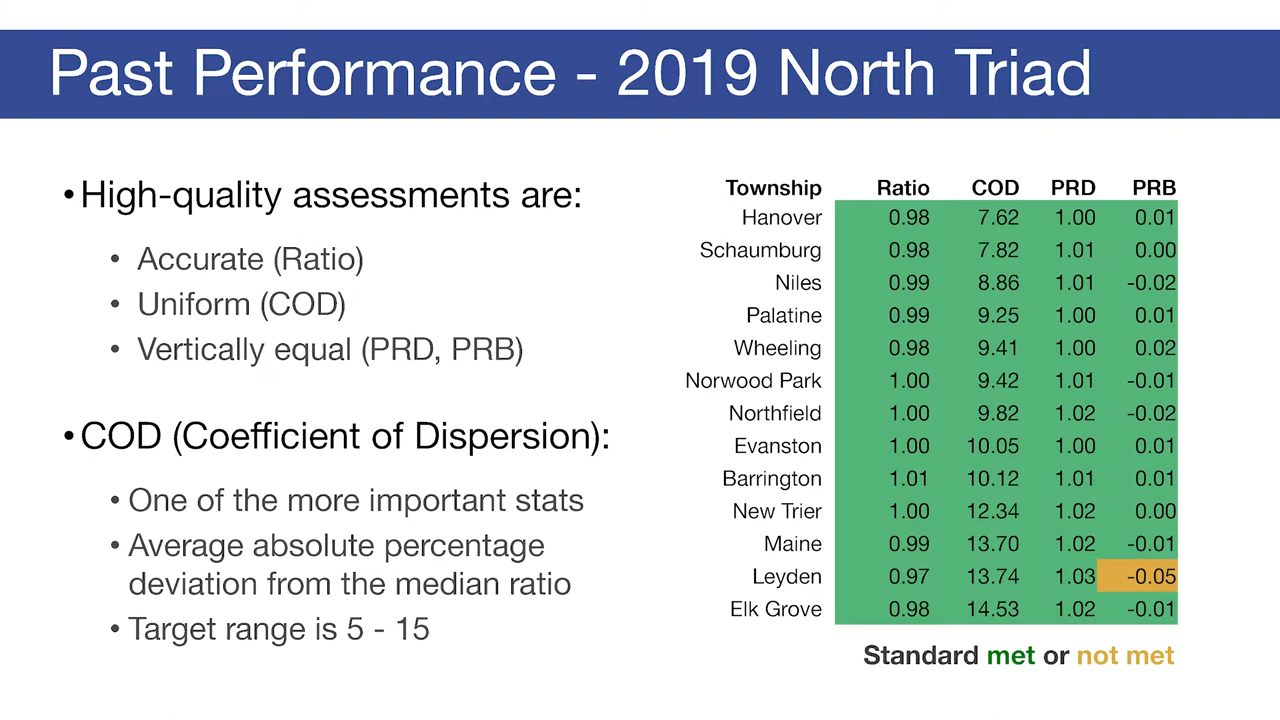 Past Performance - 2019 North Triad
•High-quality assessments are:
• Accurate (Ratio)
• Uniform (COD)
• Vertically equal (PRD, PRB)
•COD (Coefficient of Dispersion):
• One of the more important stats
• Average absolute percentage
deviation from the median ratio
• Target range is 5 - 15
Township Ratio COD PRD PRB
Hanover 0.98 7.62 1.00 0.01
Schaumburg 0.98 7.82 1.01 0.00
Niles 0.99 8.86 1.01 -0.02
Palatine 0.99 9.25 1.00 0.01
Wheeling 0.98 9.41 1.00 0.02
Norwood Park 1.00 9.42 1.01 -0.01
Northfield 1.00 9.82 1.02 -0.02
Evanston 1.00 10.05 1.00 0.01
Barrington 1.01 10.12 1.01 0.01
New Trier 1.00 12.34 1.02 0.00
Maine 0.99 13.70 1.02 -0.01
Leyden 0.97 13.74 1.03 -0.05
Elk Grove 0.98 14.53 1.02 -0.01
Standard met or not met